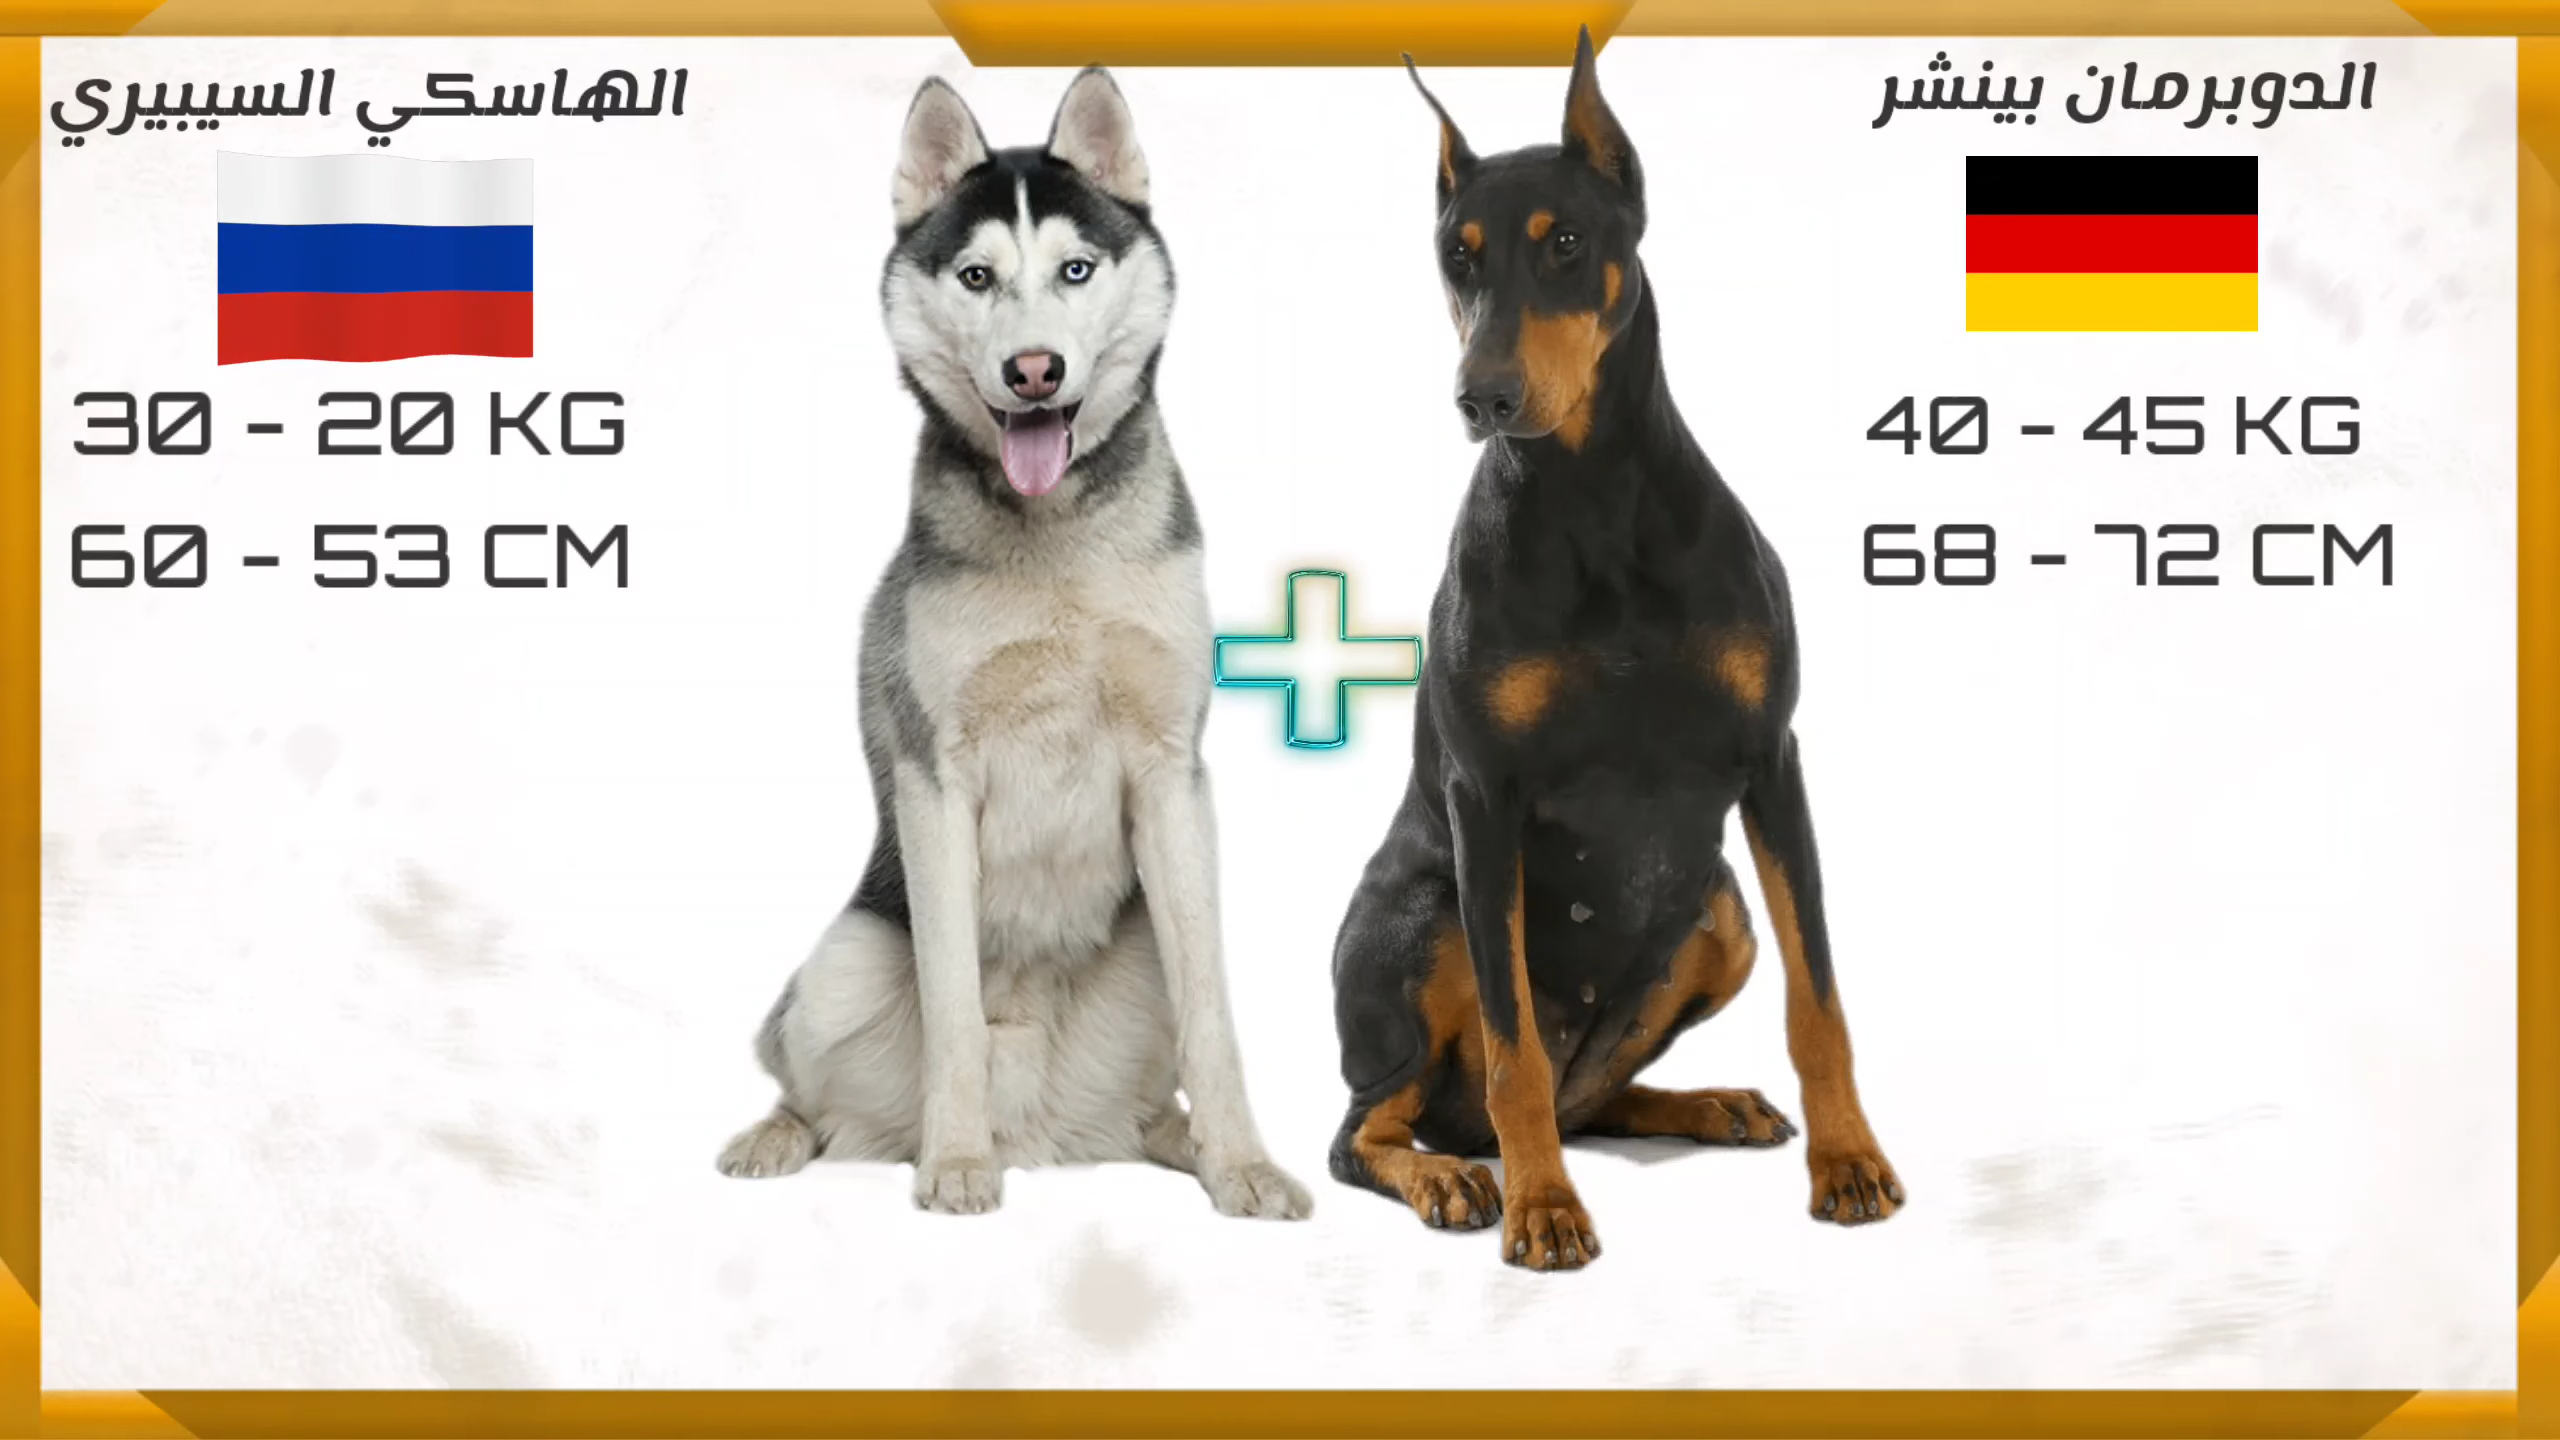 الهاسكي السيبيري
30 - 20 KG
60 - 53 CM
الدوبرمان بينشر
40 - 45 KG
68 - 72 CM